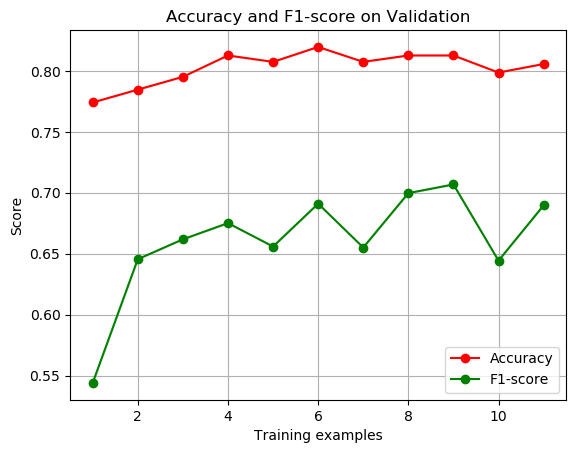 Accuracy and F1-score on Validation
Score
0.80
0.75
0.70
0.65
0.60
0.55
2 4 6 8 10
Training examples
Accuracy
F1-score